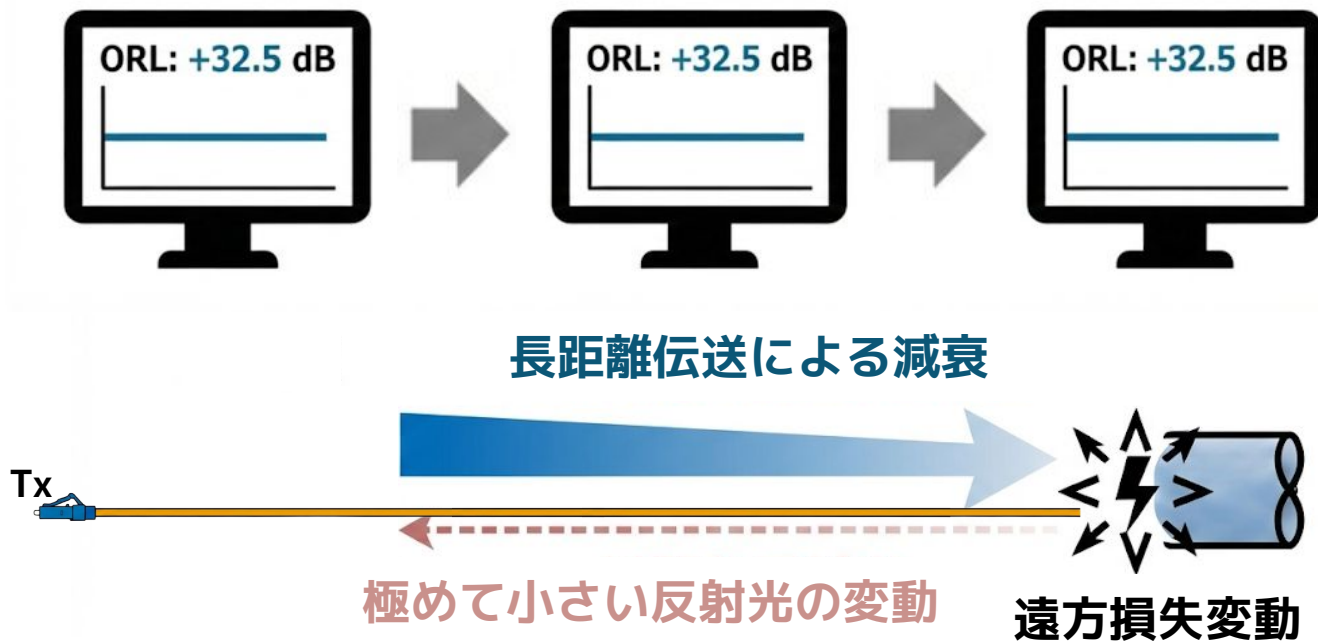 ORL: +32.5 dB
ORL: +32.5 dB
ORL: +32.5 dB
長距離伝送による減衰
Tx
極めて小さい反射光の変動
遠方損失変動